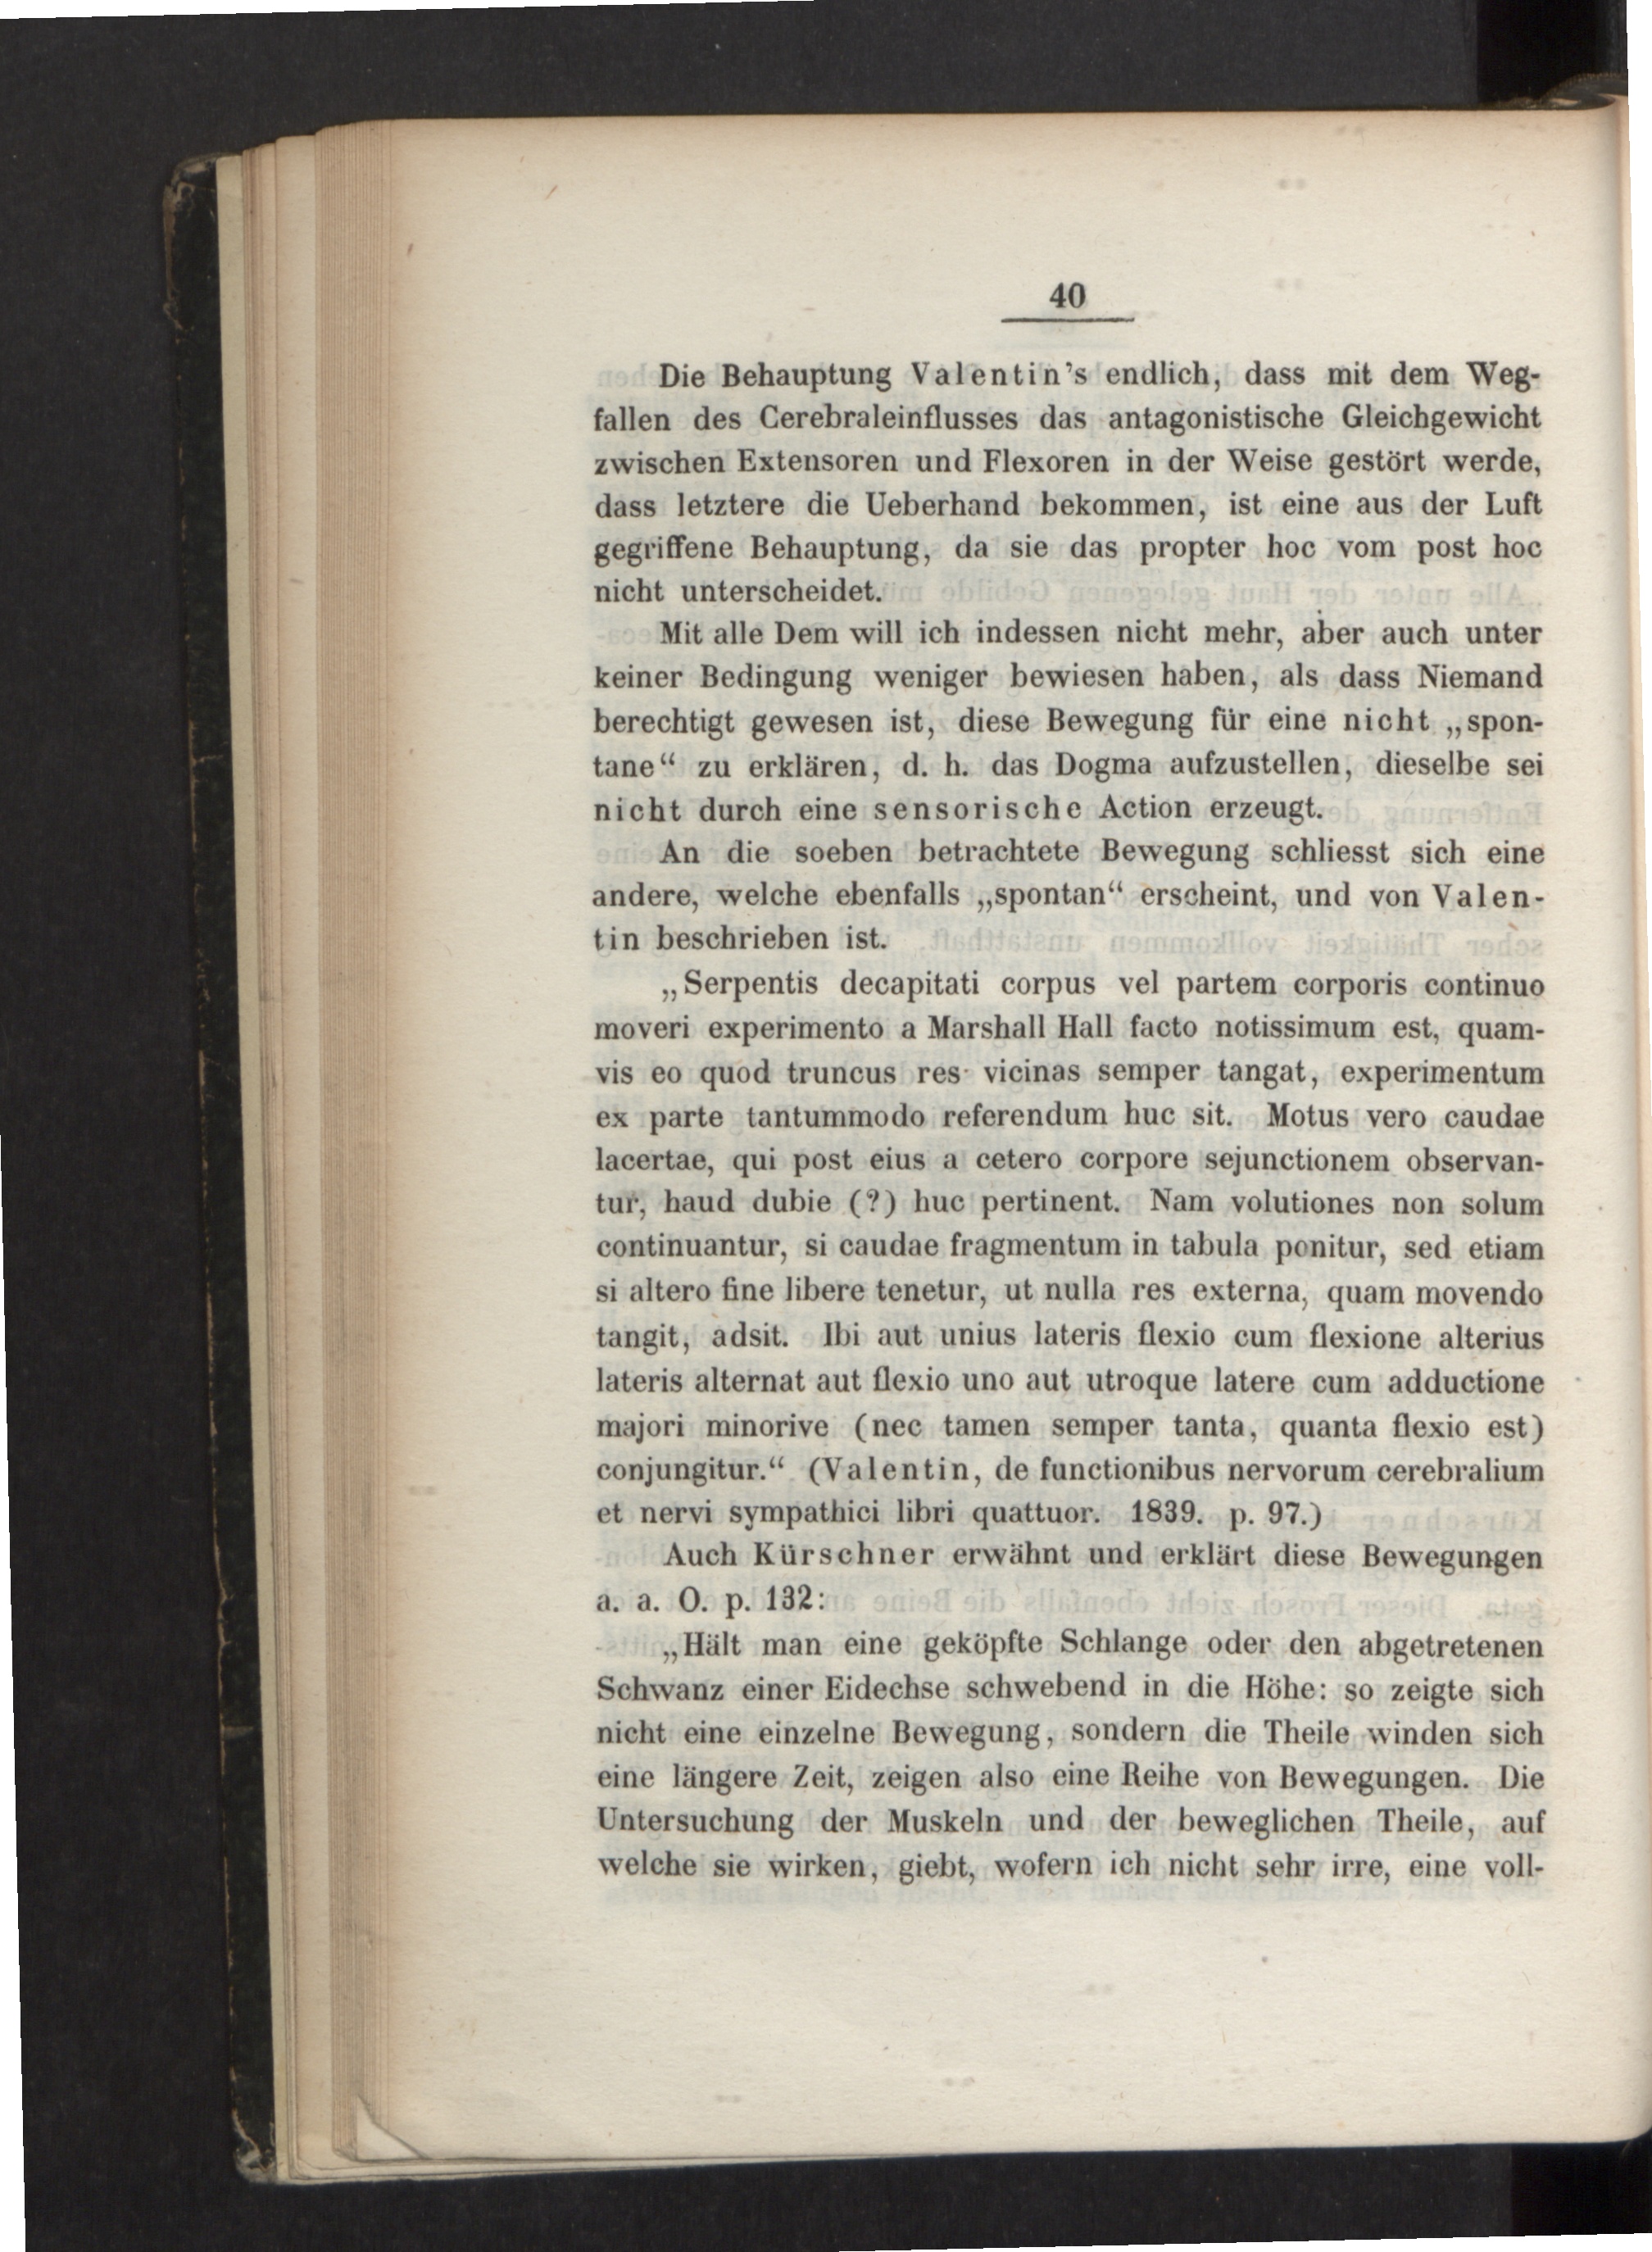 40
Die Behauptung Valentin's endlich, dass mit dem Weg-
fallen des Cerebraleinflusses das antagonistische Gleichgewicht
zwischen Extensoren und Flexoren in der Weise gestört werde,
dass letztere die Ueberhand bekommen, ist eine aus der Luft
gegriffene Behauptung, da sie das propter hoc vom post hoc
nicht unterscheidet.
Mit alle Dem will ich indessen nicht mehr, aber auch unter
keiner Bedingung weniger bewiesen haben, als dass Niemand
berechtigt gewesen ist, diese Bewegung für eine nicht „spon-
tane“ zu erklären, d. h. das Dogma aufzustellen, dieselbe sei
nicht durch eine sensorische Action erzeugt.
An die soeben betrachtete Bewegung schliesst sich eine
andere, welche ebenfalls „spontan“ erscheint, und von Valen-
tin beschrieben ist.
„Serpentis decapitati corpus vel partem corporis continuo
moveri experimento a Marshall Hall facto notissimum est, quam-
vis eo quod truncus res vicinas semper tangat, experimentum
ex parte tantummodo referendum huc sit. Motus vero caudae
lacertae, qui post eius a cetero corpore sejunctionem observan-
tur, haud dubie (?) huc pertinent. Nam volutiones non solum
continuantur, si caudae fragmentum in tabula ponitur, sed etiam
si altero fine libere tenetur, ut nulla res externa, quam movendo
tangit, adsit. Ibi aut unius lateris flexio cum flexione alterius
lateris alternat aut flexio uno aut utroque latere cum adductione
majori minorive (nec tamen semper tanta, quanta flexio est)
conjungitur.“ (Valentin, de functionibus nervorum cerebralium
et nervi sympathici libri quattuor. 1839. p. 97.)
Auch Kürschner erwähnt und erklärt diese Bewegungen
a. a. O. p. 132:
„Hält man eine geköpfte Schlange oder den abgetretenen
Schwanz einer Eidechse schwebend in die Höhe: so zeigte sich
nicht eine einzelne Bewegung, sondern die Theile winden sich
eine längere Zeit, zeigen also eine Reihe von Bewegungen. Die
Untersuchung der Muskeln und der beweglichen Theile, auf
welche sie wirken, giebt, wofern ich nicht sehr irre, eine voll-